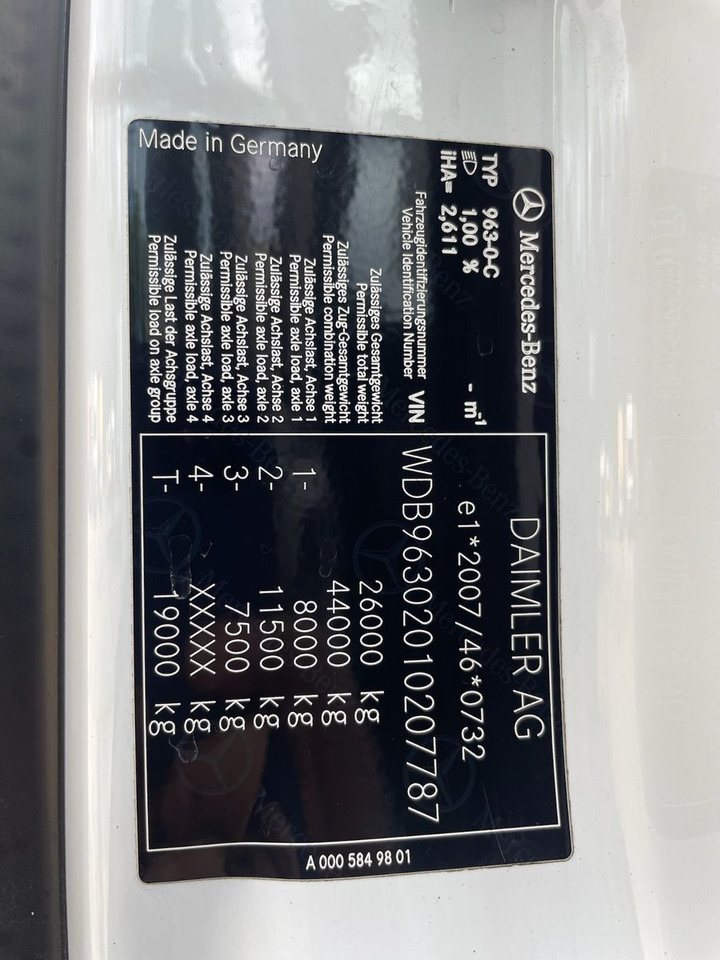 Made in Germany
Mercedes-Benz
TYP 963-0-C
1,00 % - m⁻¹
iHA= 2,611
DAIMLER AG
e1*2007/46*0732
Fahrzeugidentifizierungsnummer
Vehicle Identification Number VIN WDB96302010207787
Zulässiges Gesamtgewicht
Permissible total weight 26000 kg
Zulässiges Zug-Gesamtgewicht
Permissible combination weight 44000 kg
Zulässige Achslast, Achse 1
Permissible axle load, axle 1 1- 8000 kg
Zulässige Achslast, Achse 2
Permissible axle load, axle 2 2- 11500 kg
Zulässige Achslast, Achse 3
Permissible axle load, axle 3 3- 7500 kg
Zulässige Achslast, Achse 4
Permissible axle load, axle 4 4- XXXXX kg
Zulässige Last der Achsgruppe
Permissible load on axle group T- 19000 kg
A 000 584 98 01